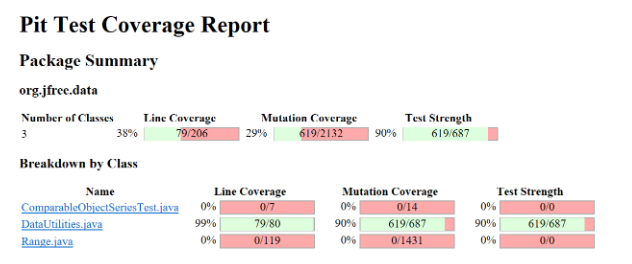 Pit Test Coverage Report
Package Summary
org.jfree.data
Number of Classes Line Coverage Mutation Coverage Test Strength
3 38% 79/206 29% 619/2132 90% 619/687
Breakdown by Class
Name Line Coverage Mutation Coverage Test Strength
ComparableObjectSeriesTest.java 0% 0/7 0% 0/14 0% 0/0
DataUtilities.java 99% 79/80 90% 619/687 90% 619/687
Range.java 0% 0/119 0% 0/1431 0% 0/0